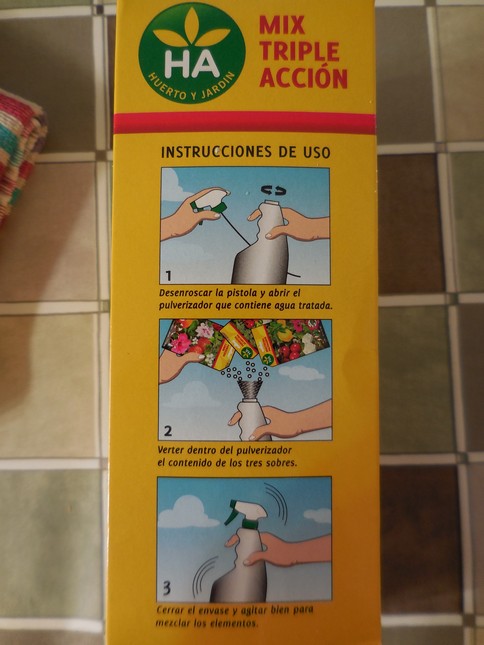 HA
HUERTO Y JARDÍN
MIX
TRIPLE
ACCIÓN
INSTRUCCIONES DE USO
1
Desenroscar la pistola y abrir el
pulverizador que contiene agua tratada.
2
Verter dentro del pulverizador
el contenido de los tres sobres.
3
Cerrar el envase y agitar bien para
mezclar los elementos.